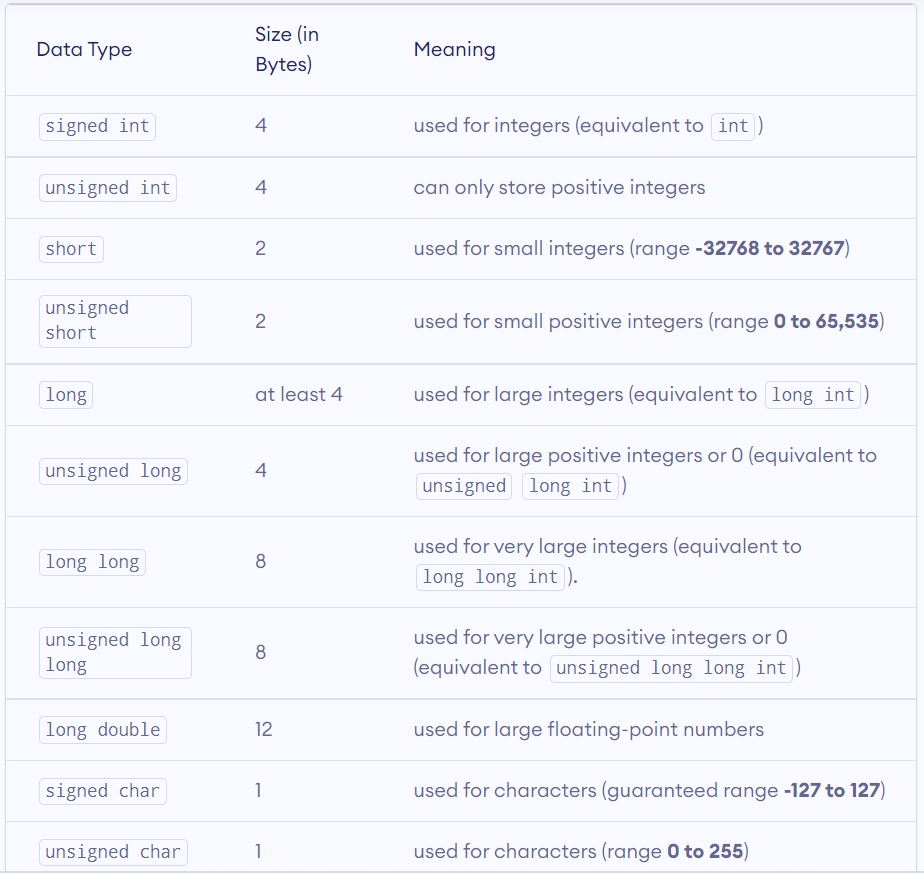 Data Type Size (in Bytes) Meaning
signed int 4 used for integers (equivalent to int )
unsigned int 4 can only store positive integers
short 2 used for small integers (range -32768 to 32767)
unsigned short 2 used for small positive integers (range 0 to 65,535)
long at least 4 used for large integers (equivalent to long int )
unsigned long 4 used for large positive integers or 0 (equivalent to
unsigned long int )
long long 8 used for very large integers (equivalent to
long long int ).
unsigned long long 8 used for very large positive integers or 0
(equivalent to unsigned long long int )
long double 12 used for large floating-point numbers
signed char 1 used for characters (guaranteed range -127 to 127)
unsigned char 1 used for characters (range 0 to 255)